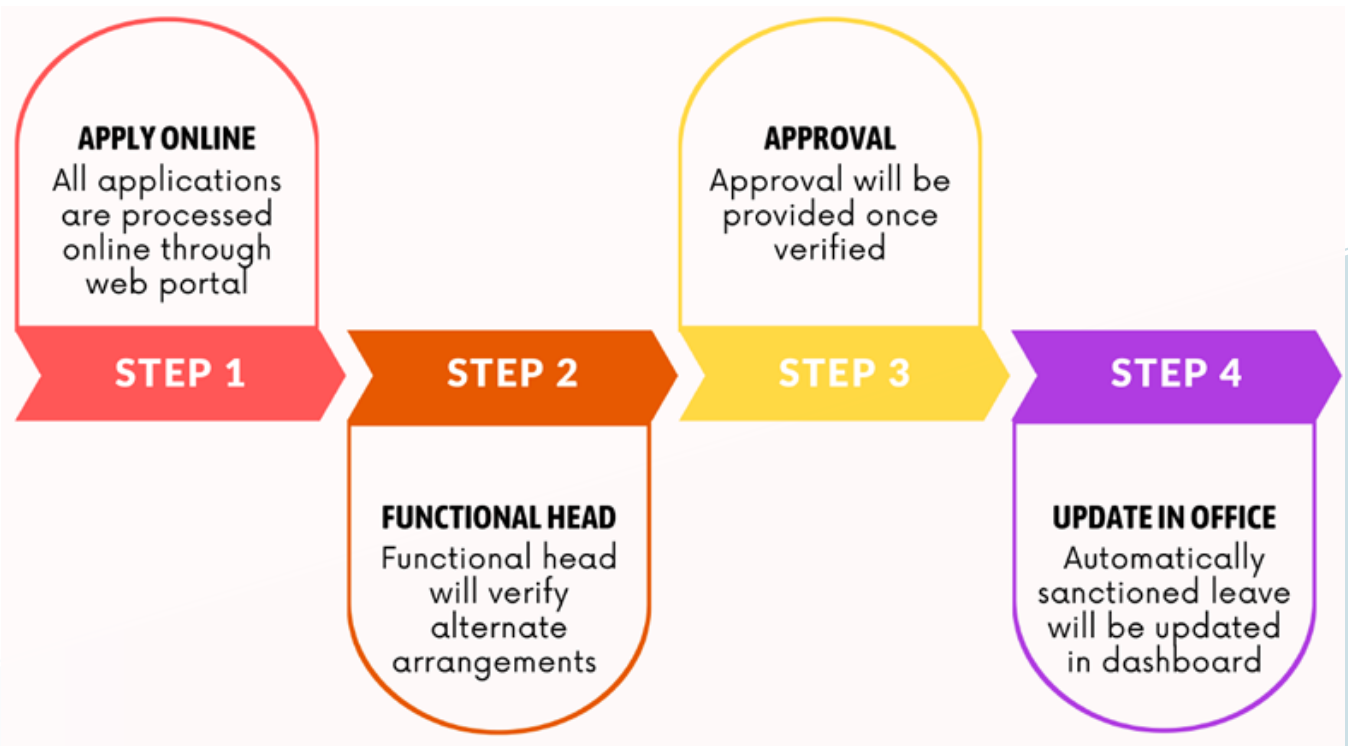 APPLY ONLINE
All applications
are processed
online through
web portal
STEP 1
STEP 2
FUNCTIONAL HEAD
Functional head
will verify
alternate
arrangements
APPROVAL
Approval will be
provided once
verified
STEP 3
STEP 4
UPDATE IN OFFICE
Automatically
sanctioned leave
will be updated
in dashboard